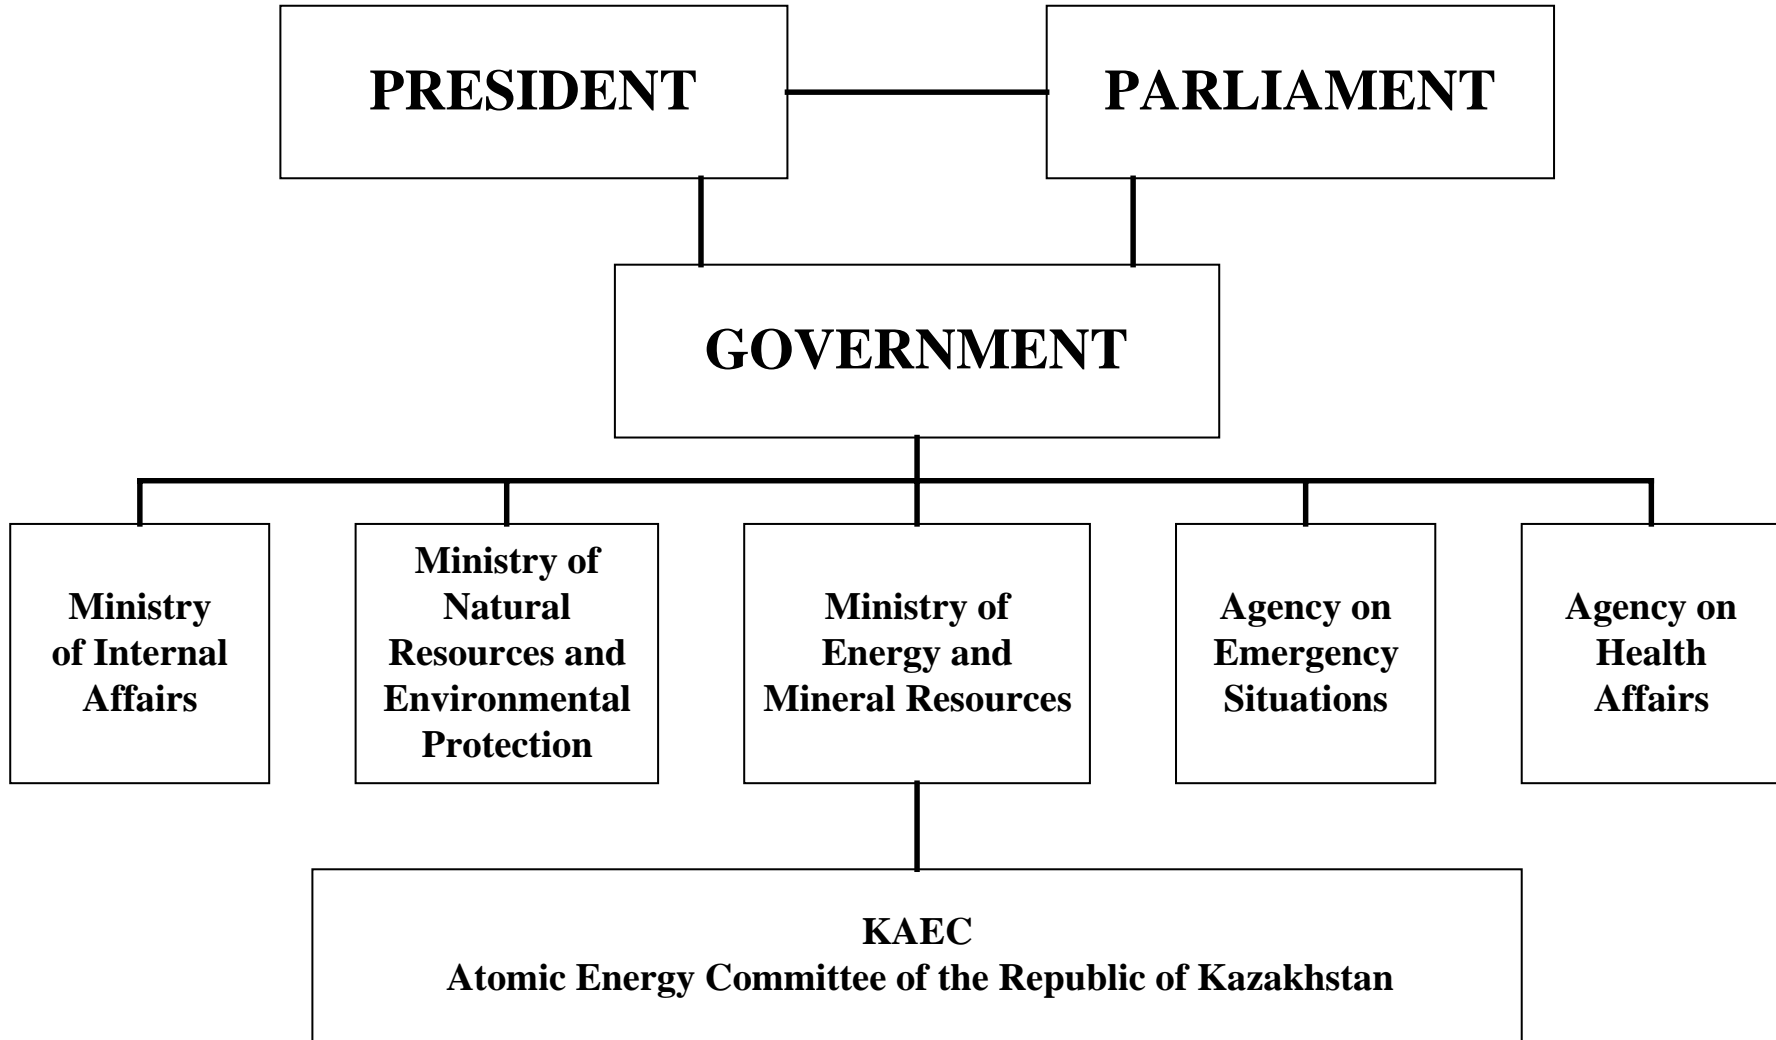 PRESIDENT
PARLIAMENT
GOVERNMENT
Ministry
of Internal
Affairs
Ministry of
Natural
Resources and
Environmental
Protection
Ministry of
Energy and
Mineral Resources
Agency on
Emergency
Situations
Agency on
Health
Affairs
KAEC
Atomic Energy Committee of the Republic of Kazakhstan